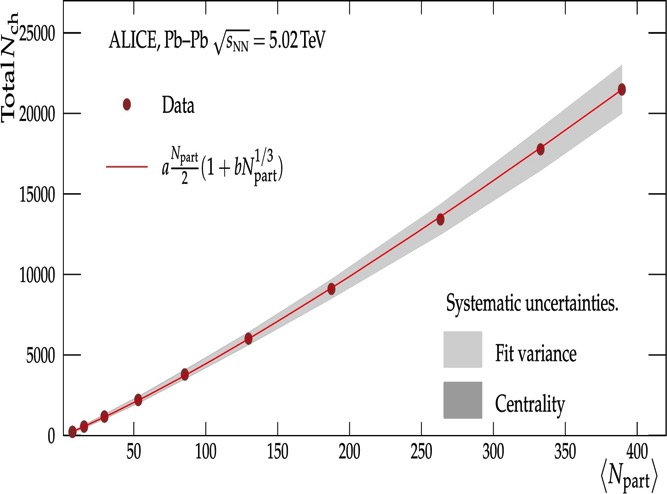 Total N_ch
25000
20000
15000
10000
5000
0
ALICE, Pb–Pb √s_NN = 5.02 TeV
Data
a N_part/2 (1 + bN_part^1/3)
Systematic uncertainties.
Fit variance
Centrality
50 100 150 200 250 300 350 400
⟨N_part⟩